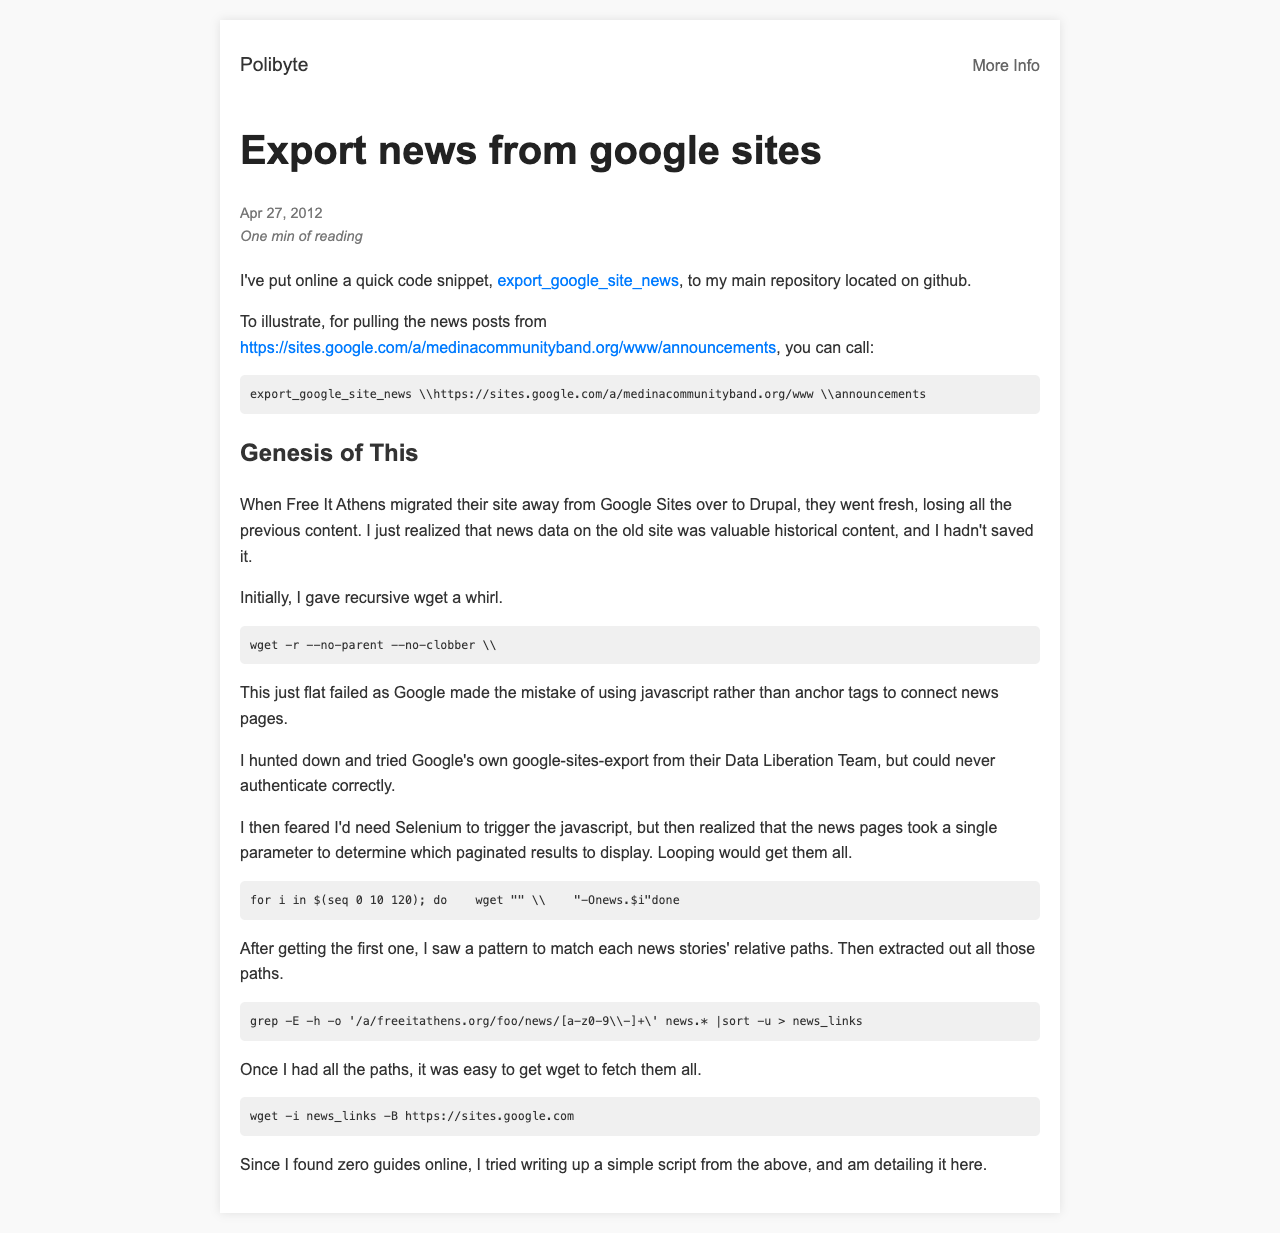 Polibyte
More Info
Export news from google sites
Apr 27, 2012
One min of reading
I've put online a quick code snippet, export_google_site_news, to my main repository located on github.
To illustrate, for pulling the news posts from
https://sites.google.com/a/medinacommunityband.org/www/announcements, you can call:
export_google_site_news \\https://sites.google.com/a/medinacommunityband.org/www \\announcements
Genesis of This
When Free It Athens migrated their site away from Google Sites over to Drupal, they went fresh, losing all the
previous content. I just realized that news data on the old site was valuable historical content, and I hadn't saved
it.
Initially, I gave recursive wget a whirl.
wget -r --no-parent --no-clobber \\
This just flat failed as Google made the mistake of using javascript rather than anchor tags to connect news
pages.
I hunted down and tried Google's own google-sites-export from their Data Liberation Team, but could never
authenticate correctly.
I then feared I'd need Selenium to trigger the javascript, but then realized that the news pages took a single
parameter to determine which paginated results to display. Looping would get them all.
for i in $(seq 0 10 120); do    wget "" \\    "-Onews.$i"done
After getting the first one, I saw a pattern to match each news stories' relative paths. Then extracted out all those
paths.
grep -E -h -o '/a/freeitathens.org/foo/news/[a-z0-9\\-]+\' news.* |sort -u > news_links
Once I had all the paths, it was easy to get wget to fetch them all.
wget -i news_links -B https://sites.google.com
Since I found zero guides online, I tried writing up a simple script from the above, and am detailing it here.